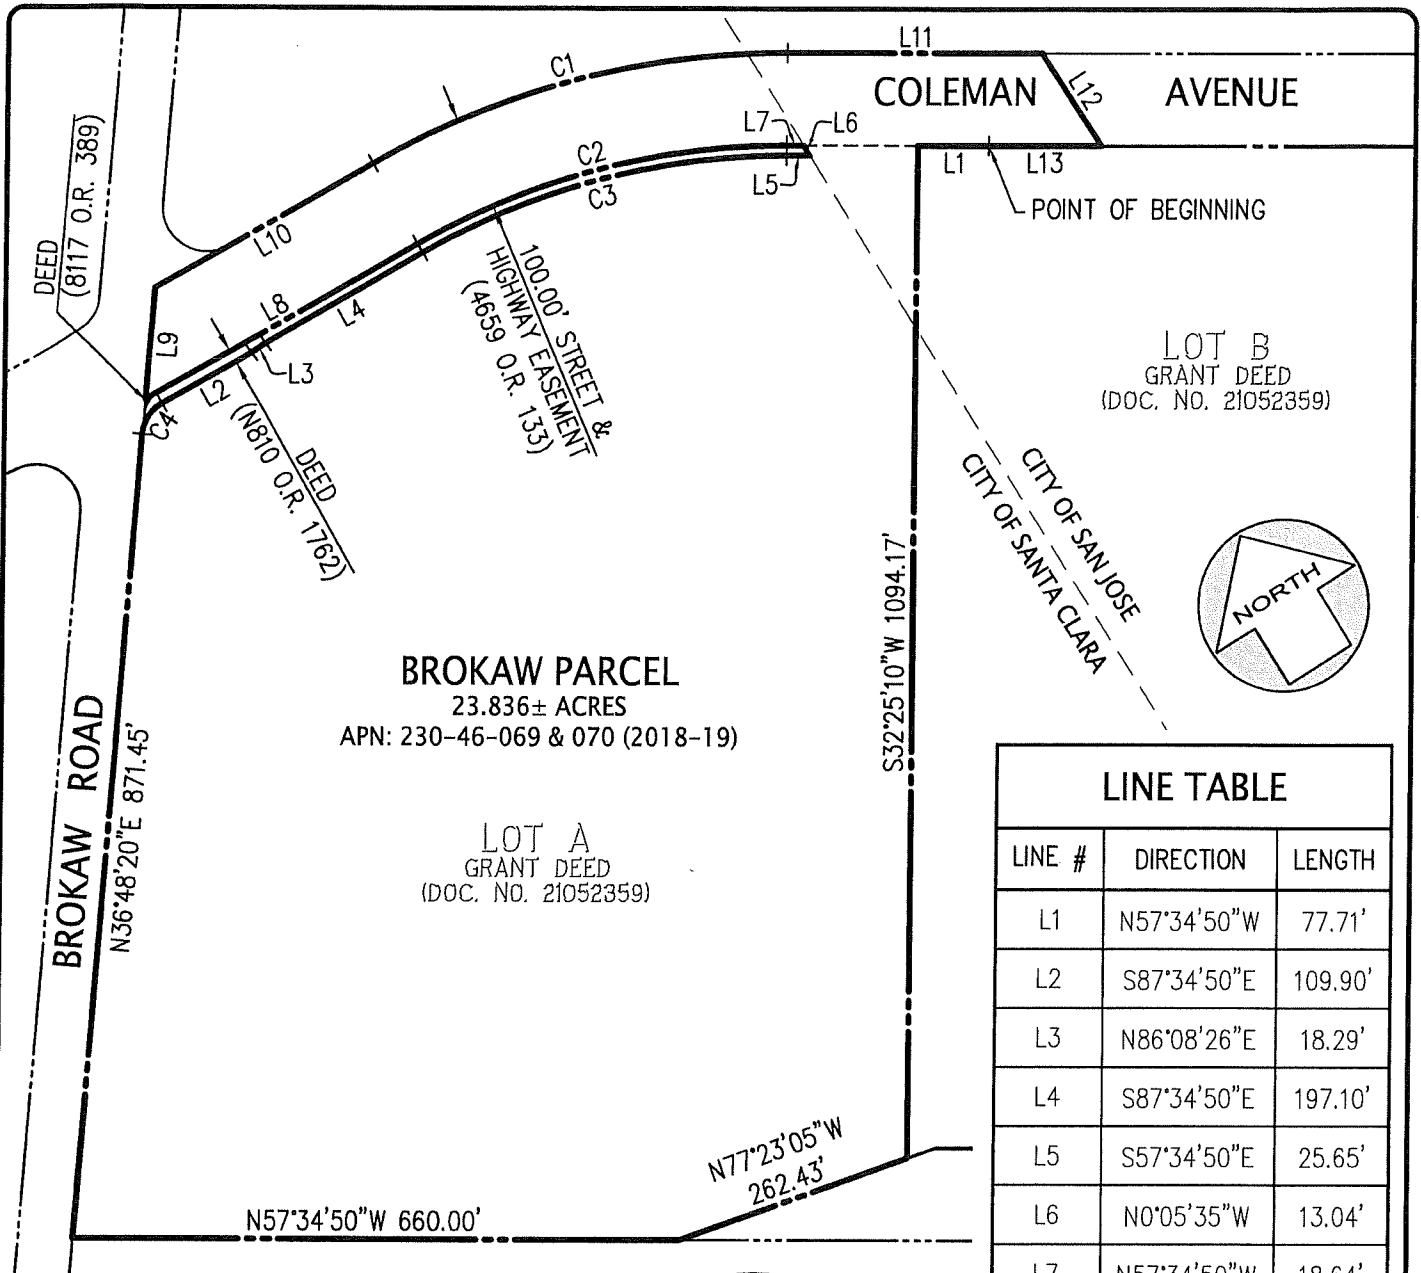 L11
C1
COLEMAN AVENUE
L12
L7
L6
C2
L5
C3
L1
L13
POINT OF BEGINNING
DEED
(8117 O.R. 389)
L10
L9
L8
L4
L3
L2
C4
100.00' STREET &
HIGHWAY EASEMENT
(4659 O.R. 133)
DEED
(N810 O.R. 1762)
LOT B
GRANT DEED
(DOC. NO. 21052359)
CITY OF SAN JOSE
CITY OF SANTA CLARA
NORTH
S32°25'10"W 1094.17'
BROKAW PARCEL
23.836± ACRES
APN: 230-46-069 & 070 (2018-19)
LOT A
GRANT DEED
(DOC. NO. 21052359)
BROKAW ROAD
N36°48'20"E 871.45'
N77°23'05"W
262.43'
N57°34'50"W 660.00'
LINE TABLE
LINE # DIRECTION LENGTH
L1 N57°34'50"W 77.71'
L2 S87°34'50"E 109.90'
L3 N86°08'26"E 18.29'
L4 S87°34'50"E 197.10'
L5 S57°34'50"E 25.65'
L6 N0°05'35"W 13.04'
L7 N57°34'50"W 18.64'